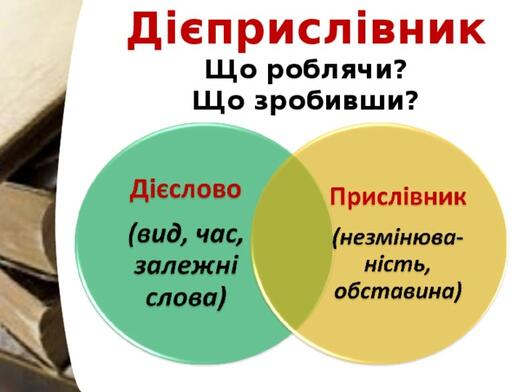 Дієприслівник
Що роблячи?
Що зробивши?
Дієслово
(вид, час,
залежні
слова)
Прислівник
(незмінюва-
ність,
обставина)